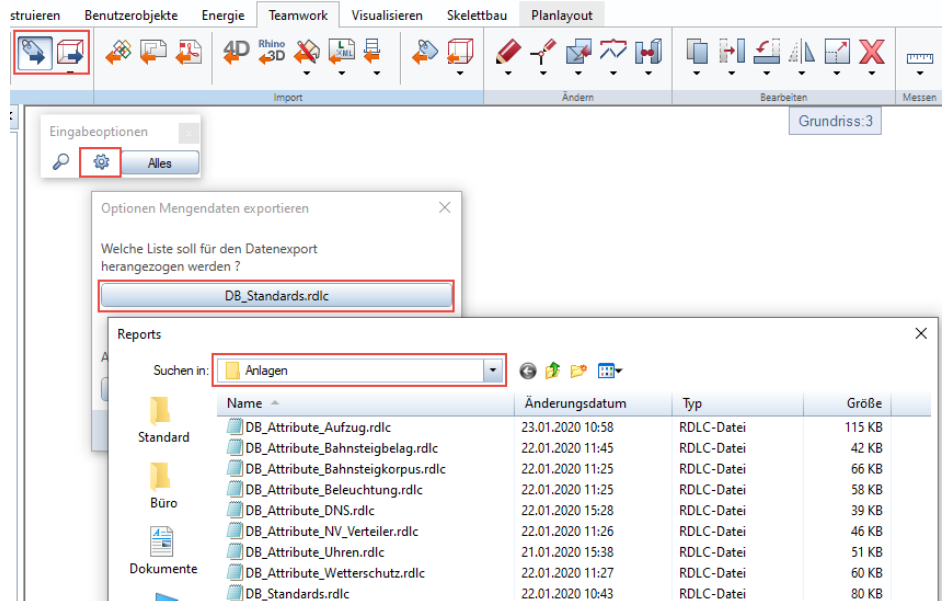 struieren Benutzerobjekte Energie Teamwork Visualisieren Skelettbau Planlayout
4D Rhino 3D XML
Import Ändern Bearbeiten Messen
Grundriss:3
Eingabeoptionen
Alles
Optionen Mengendaten exportieren
Welche Liste soll für den Datenexport
herangezogen werden ?
DB_Standards.rdlc
Reports
A
Suchen in: Anlagen
Name Änderungsdatum Typ Größe
DB_Attribute_Aufzug.rdlc 23.01.2020 10:58 RDLC-Datei 115 KB
DB_Attribute_Bahnsteigbelag.rdlc 22.01.2020 11:45 RDLC-Datei 42 KB
Standard
DB_Attribute_Bahnsteigkorpus.rdlc 22.01.2020 11:25 RDLC-Datei 66 KB
DB_Attribute_Beleuchtung.rdlc 22.01.2020 11:25 RDLC-Datei 58 KB
Büro
DB_Attribute_DNS.rdlc 22.01.2020 15:28 RDLC-Datei 39 KB
DB_Attribute_NV_Verteiler.rdlc 22.01.2020 11:26 RDLC-Datei 46 KB
DB_Attribute_Uhren.rdlc 21.01.2020 15:38 RDLC-Datei 51 KB
Dokumente
DB_Attribute_Wetterschutz.rdlc 22.01.2020 11:27 RDLC-Datei 60 KB
DB_Standards.rdlc 22.01.2020 10:43 RDLC-Datei 80 KB